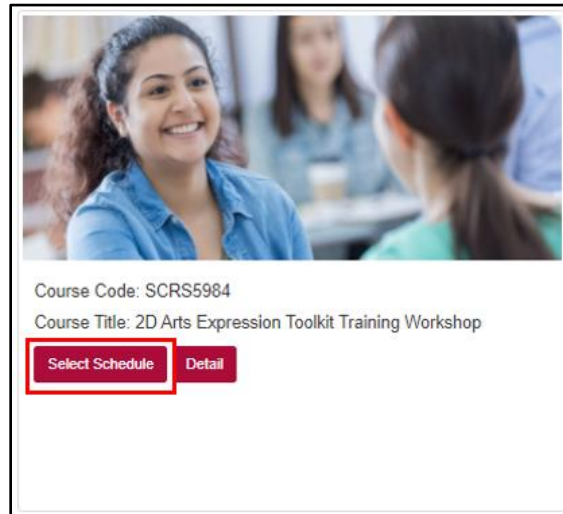 Course Code: SCRS5984
Course Title: 2D Arts Expression Toolkit Training Workshop
Select Schedule Detail